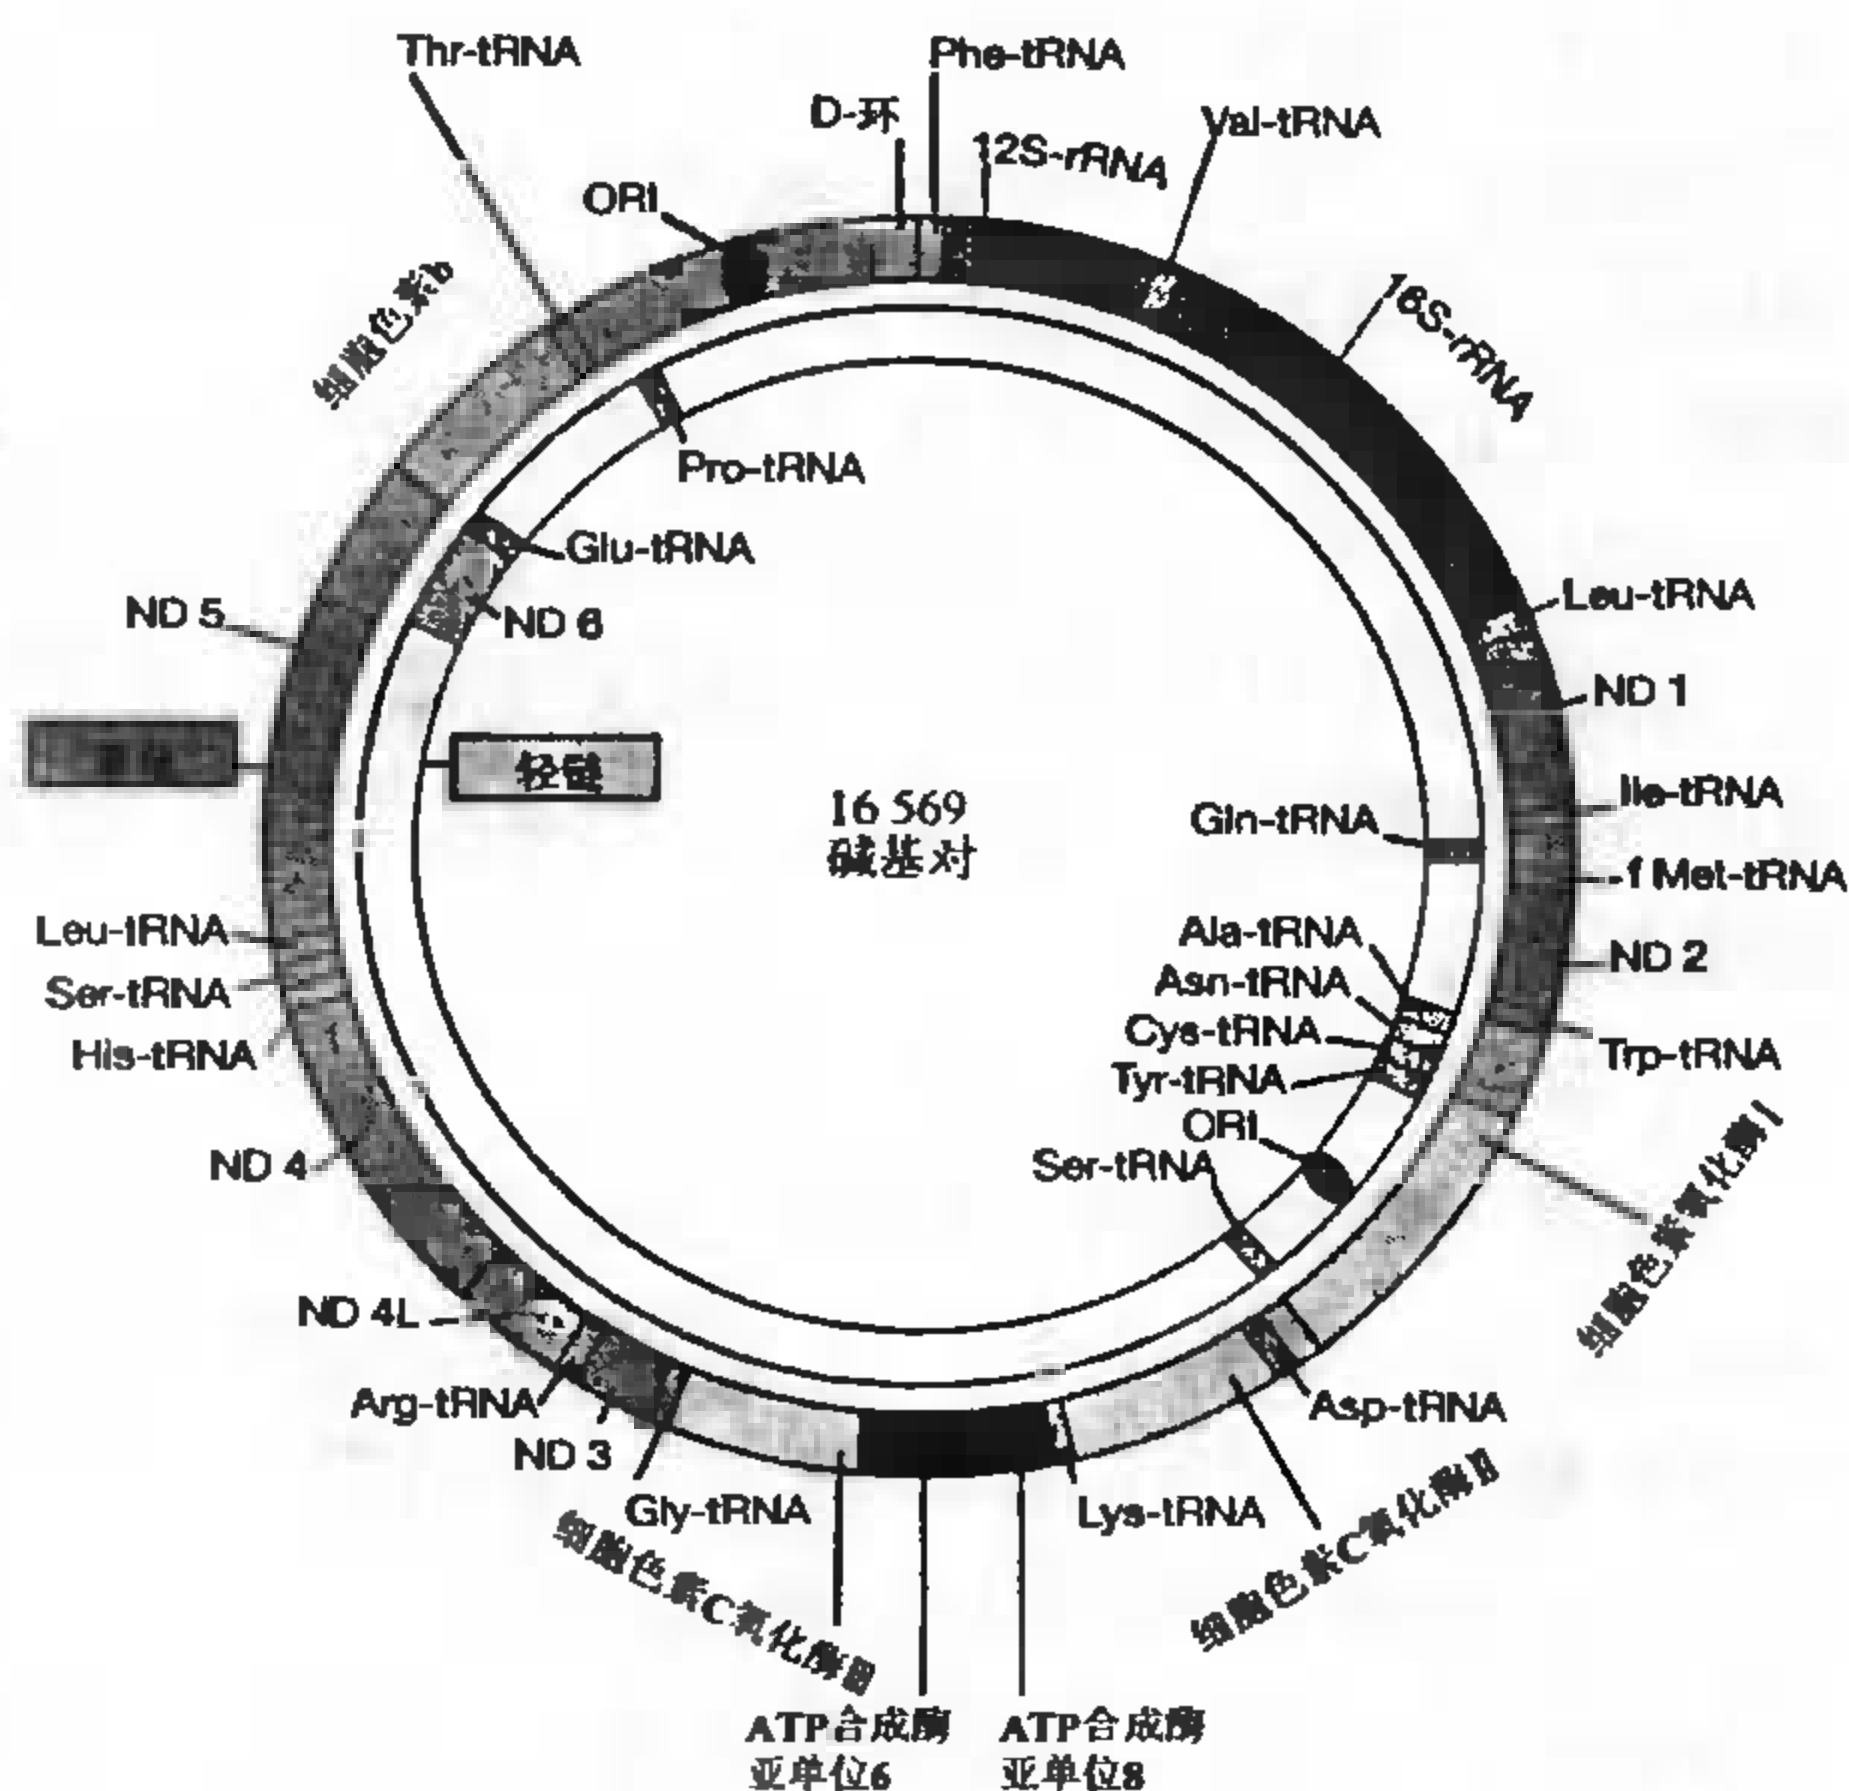 Thr-tRNA
Phe-tRNA
D-环
12S-rRNA
Val-tRNA
ORI
细胞色素b
16S-rRNA
Pro-tRNA
Glu-tRNA
Leu-tRNA
ND 5
ND 6
ND 1
轻链
16 569
碱基对
Ile-tRNA
Gln-tRNA
f Met-tRNA
Leu-tRNA
Ala-tRNA
ND 2
Ser-tRNA
Asn-tRNA
His-tRNA
Cys-tRNA
Trp-tRNA
Tyr-tRNA
ORI
ND 4
Ser-tRNA
细胞色素氧化酶I
ND 4L
Arg-tRNA
Asp-tRNA
ND 3
Gly-tRNA
Lys-tRNA
细胞色素C氧化酶III
细胞色素C氧化酶II
ATP合成酶
亚单位6
ATP合成酶
亚单位8